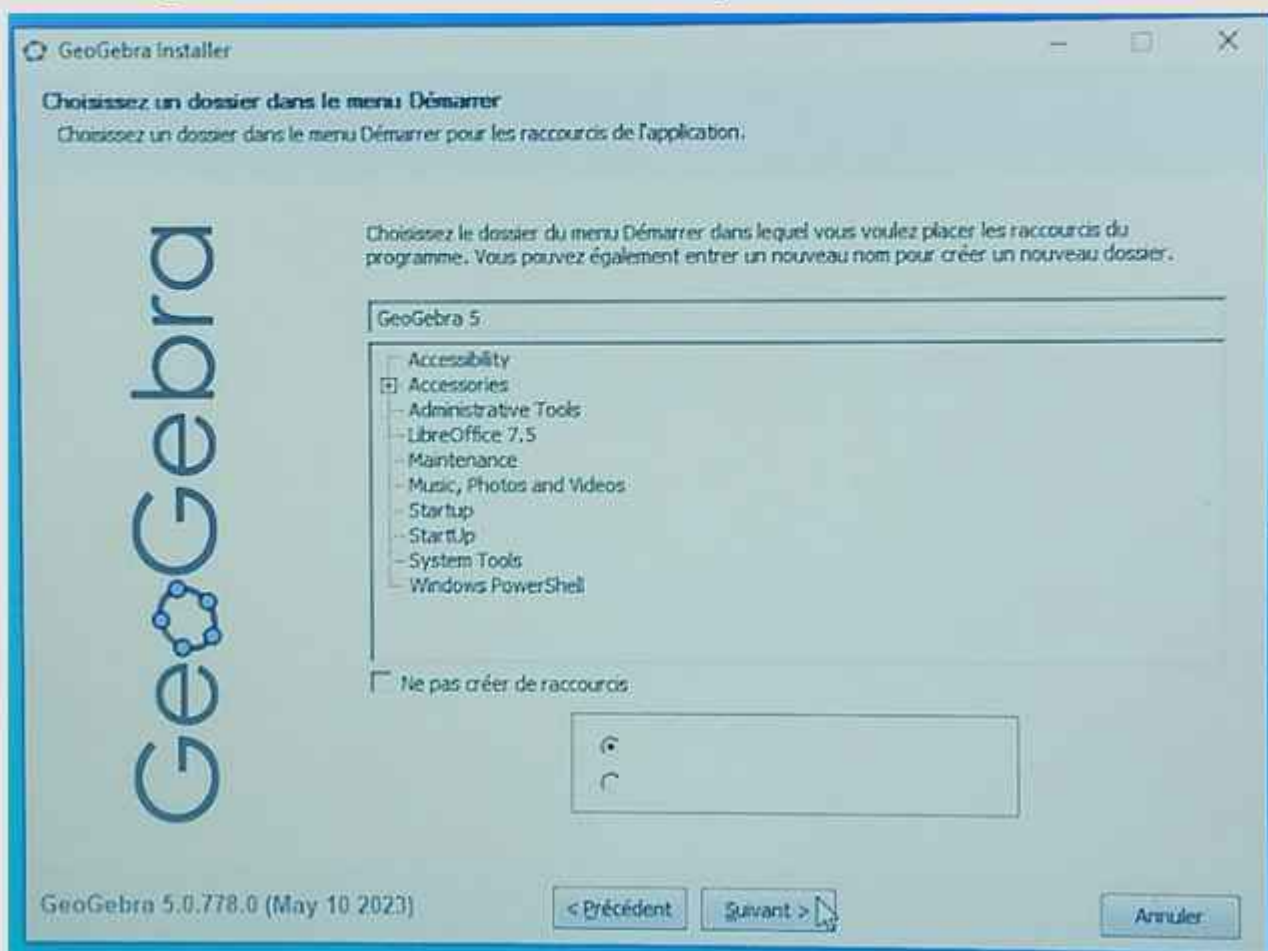 GeoGebra Installer
Choisissez un dossier dans le menu Démarrer
Choisissez un dossier dans le menu Démarrer pour les raccourcis de l'application.
GeoGebra
Choisissez le dossier du menu Démarrer dans lequel vous voulez placer les raccourcis du
programme. Vous pouvez également entrer un nouveau nom pour créer un nouveau dossier.
GeoGebra 5
Accessibility
Accessories
Administrative Tools
LibreOffice 7.5
Maintenance
Music, Photos and Videos
Startup
StartUp
System Tools
Windows PowerShell
Ne pas créer de raccourcis
GeoGebra 5.0.778.0 (May 10 2023)
< Précédent
Suivant >
Annuler